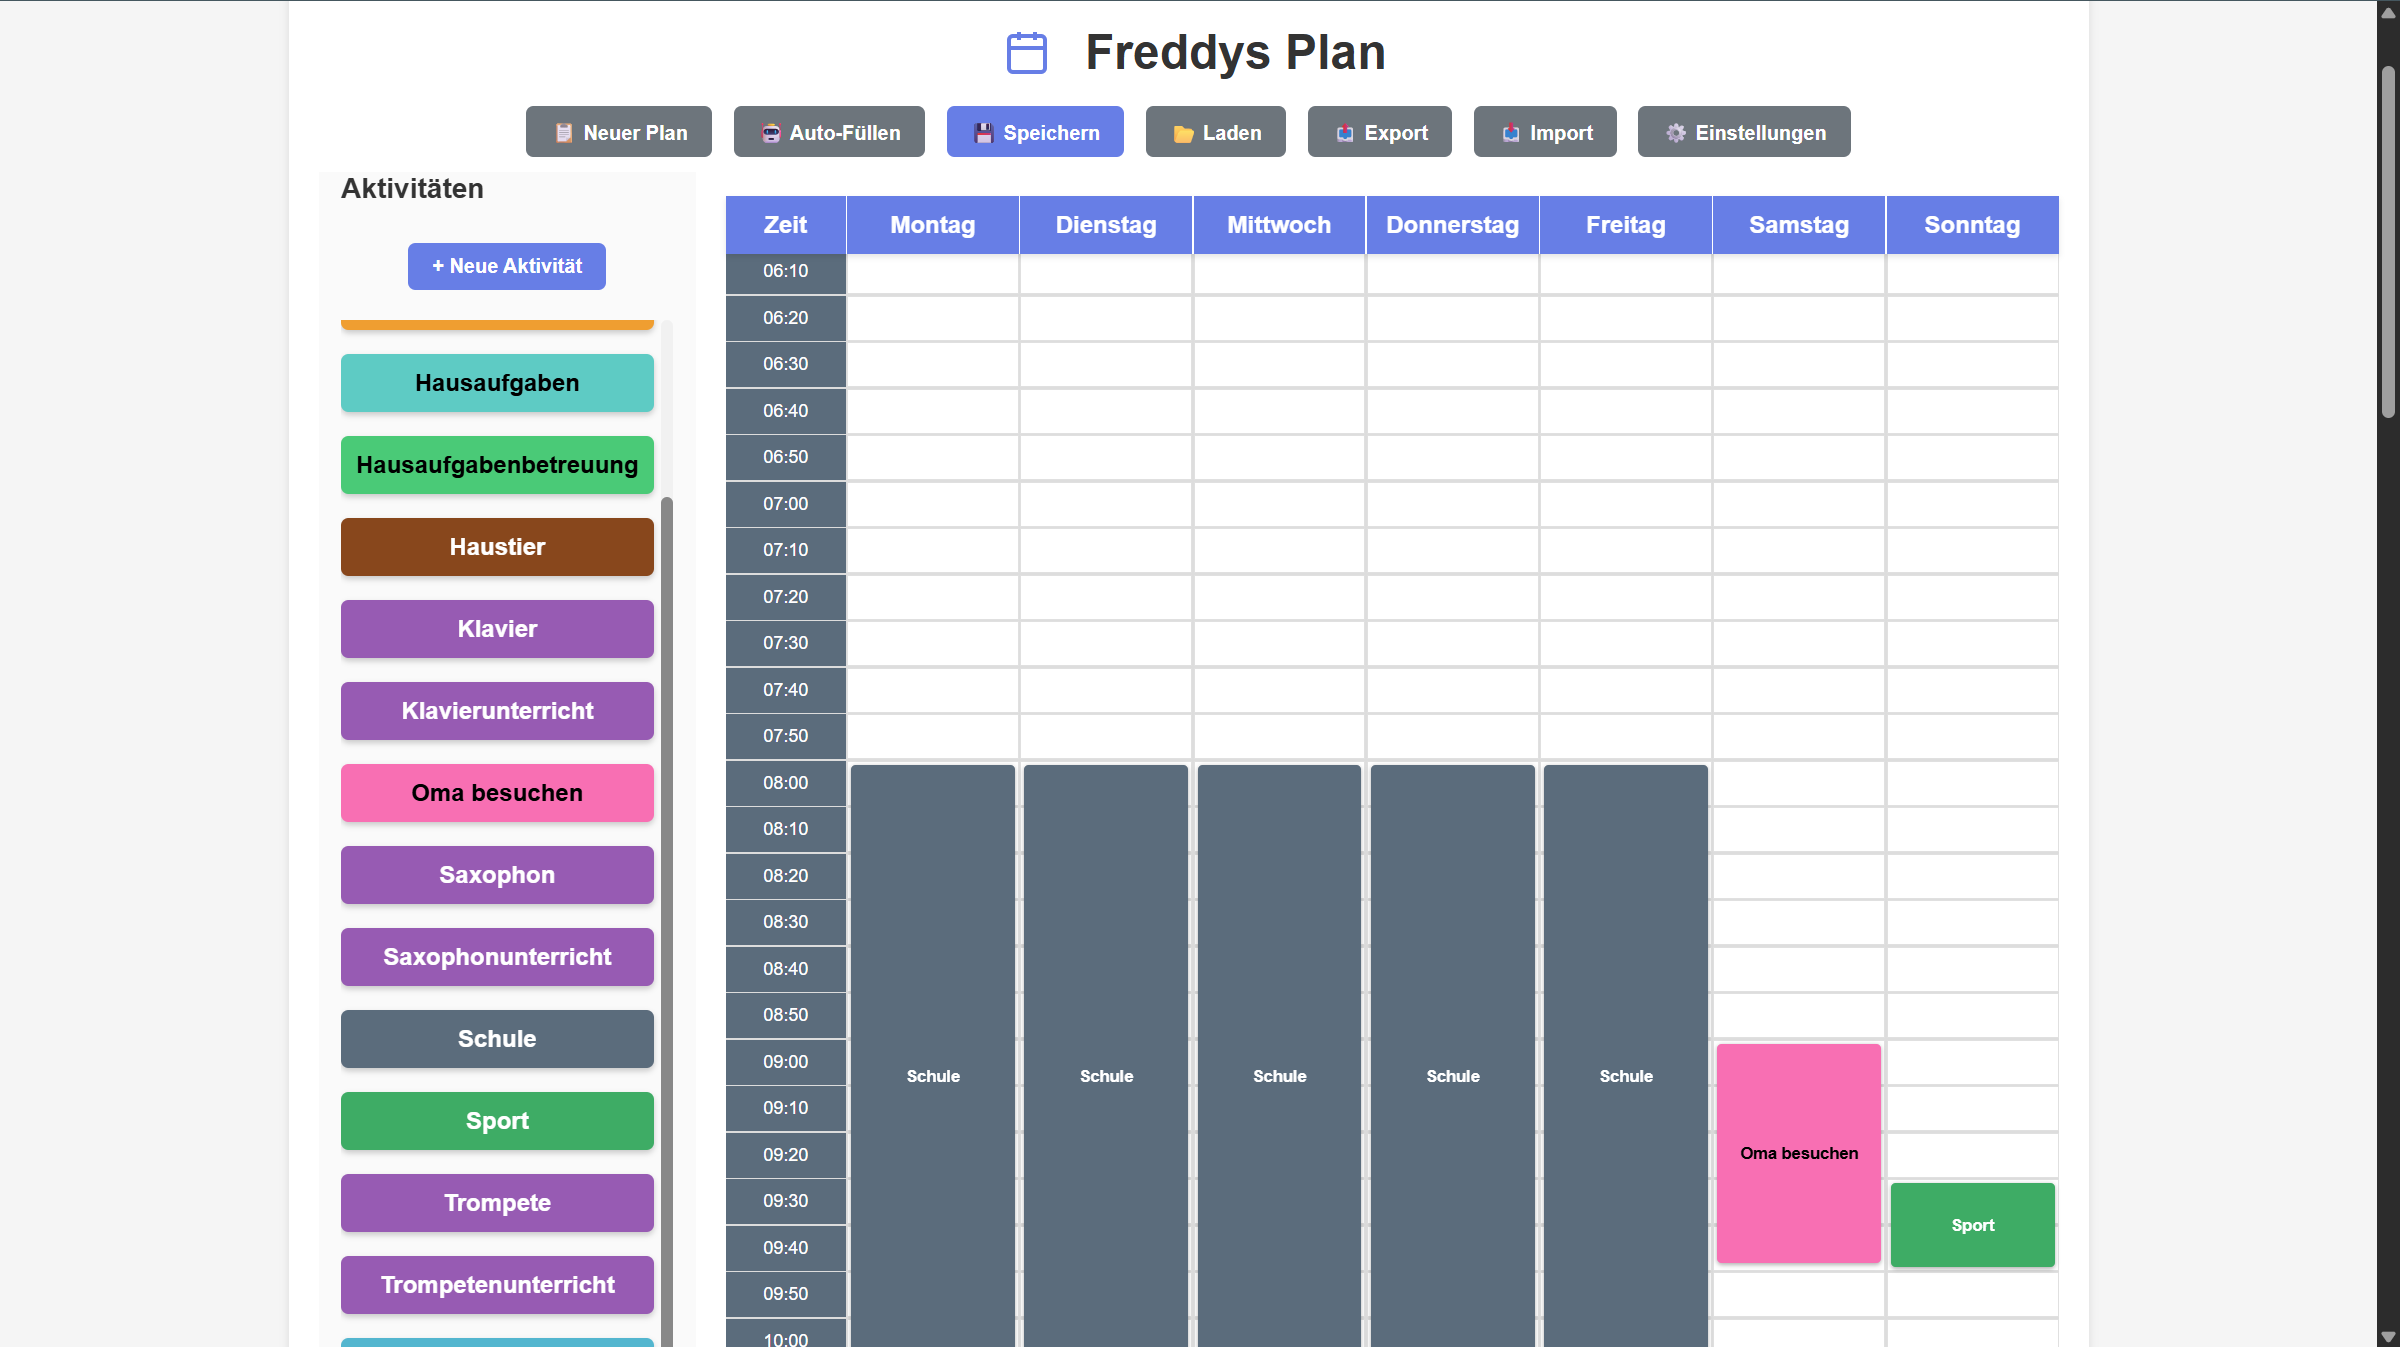 Freddys Plan
Neuer Plan
Auto-Füllen
Speichern
Laden
Export
Import
Einstellungen
Aktivitäten
+ Neue Aktivität
Hausaufgaben
Hausaufgabenbetreuung
Haustier
Klavier
Klavierunterricht
Oma besuchen
Saxophon
Saxophonunterricht
Schule
Sport
Trompete
Trompetenunterricht
Zeit Montag Dienstag Mittwoch Donnerstag Freitag Samstag Sonntag
06:10
06:20
06:30
06:40
06:50
07:00
07:10
07:20
07:30
07:40
07:50
08:00
08:10
08:20
08:30
08:40
08:50
09:00
Schule Schule Schule Schule Schule
09:10
09:20 Oma besuchen
09:30 Sport
09:40
09:50
10:00